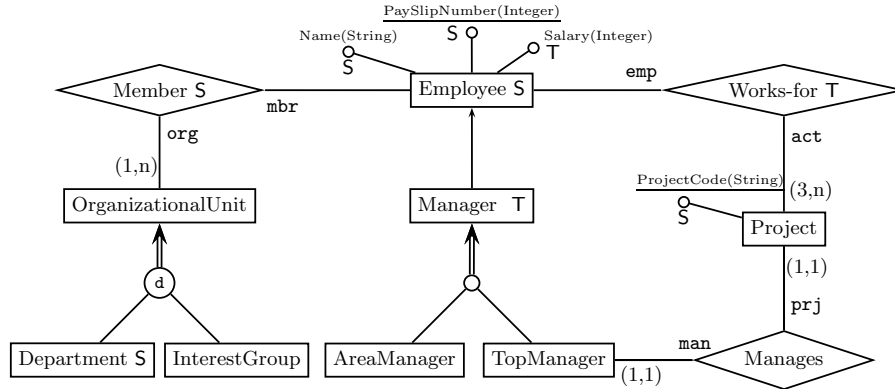 PaySlipNumber(Integer)
Name(String)
S
Salary(Integer)
S
T
Member S
mbr
Employee S
emp
Works-for T
org
act
(1,n)
ProjectCode(String)
(3,n)
OrganizationalUnit
Manager T
S
Project
(1,1)
d
prj
man
Department S
InterestGroup
AreaManager
TopManager
(1,1)
Manages